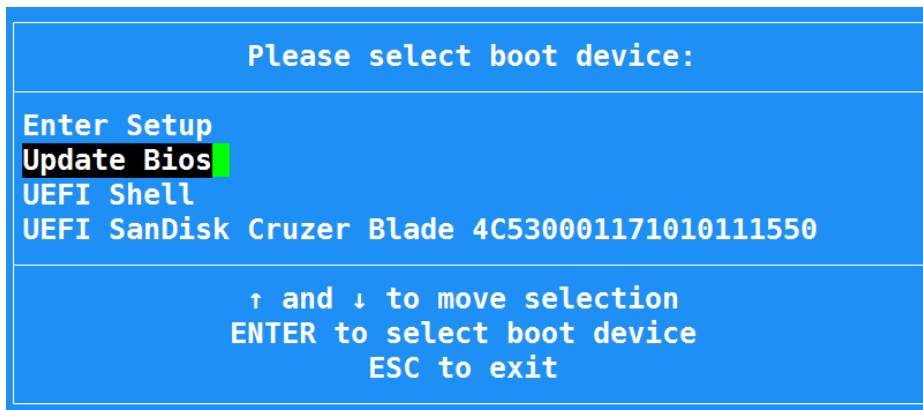 Please select boot device:
Enter Setup
Update Bios
UEFI Shell
UEFI SanDisk Cruzer Blade 4C530001171010111550
↑ and ↓ to move selection
ENTER to select boot device
ESC to exit